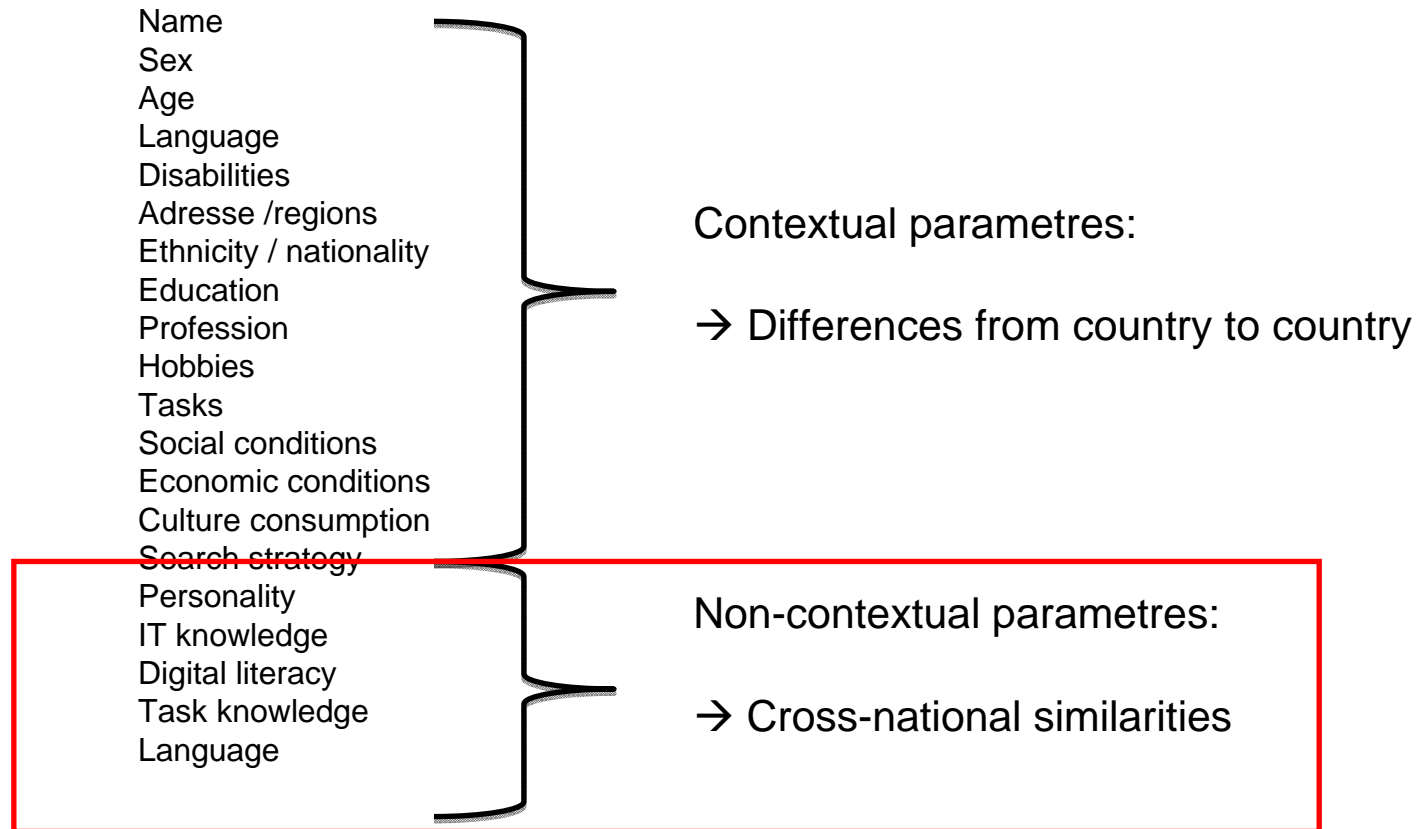 Name
Sex
Age
Language
Disabilities
Adresse /regions
Ethnicity / nationality
Education
Profession
Hobbies
Tasks
Social conditions
Economic conditions
Culture consumption
Search strategy
Personality
IT knowledge
Digital literacy
Task knowledge
Language
Contextual parametres:
→ Differences from country to country
Non-contextual parametres:
→ Cross-national similarities